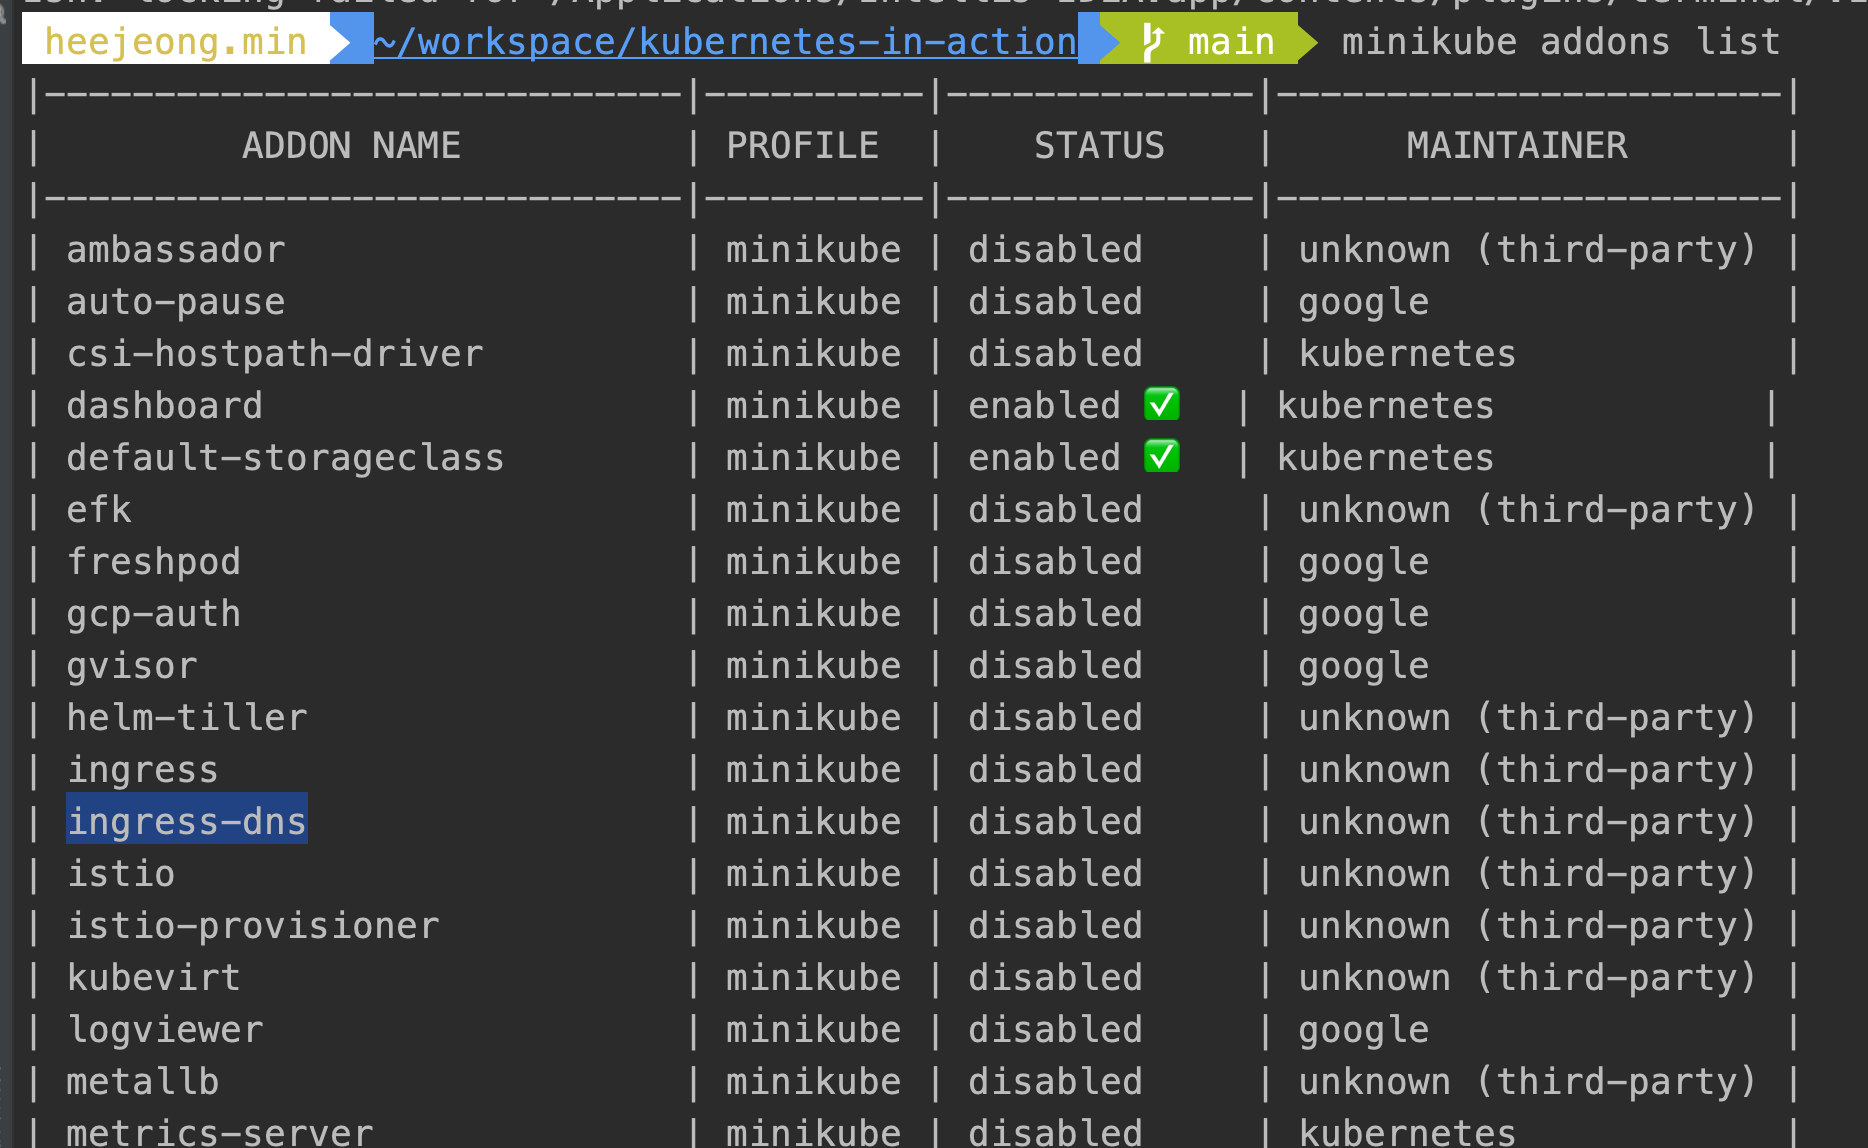 heejeong.min ~/workspace/kubernetes-in-action main minikube addons list
|-----------------------------|----------|--------------|-----------------------|
| ADDON NAME | PROFILE | STATUS | MAINTAINER |
|-----------------------------|----------|--------------|-----------------------|
| ambassador | minikube | disabled | unknown (third-party) |
| auto-pause | minikube | disabled | google |
| csi-hostpath-driver | minikube | disabled | kubernetes |
| dashboard | minikube | enabled ✅ | kubernetes |
| default-storageclass | minikube | enabled ✅ | kubernetes |
| efk | minikube | disabled | unknown (third-party) |
| freshpod | minikube | disabled | google |
| gcp-auth | minikube | disabled | google |
| gvisor | minikube | disabled | google |
| helm-tiller | minikube | disabled | unknown (third-party) |
| ingress | minikube | disabled | unknown (third-party) |
| ingress-dns | minikube | disabled | unknown (third-party) |
| istio | minikube | disabled | unknown (third-party) |
| istio-provisioner | minikube | disabled | unknown (third-party) |
| kubevirt | minikube | disabled | unknown (third-party) |
| logviewer | minikube | disabled | google |
| metallb | minikube | disabled | unknown (third-party) |
| metrics-server | minikube | disabled | kubernetes |